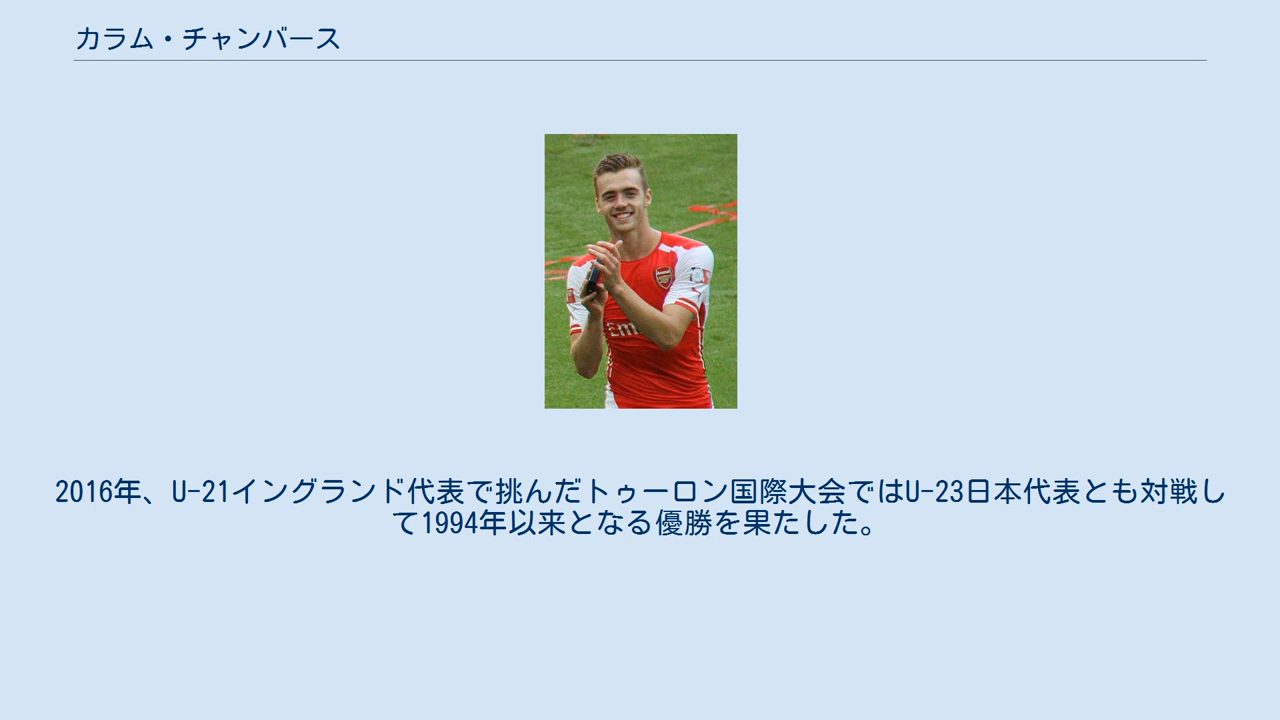 カラム・チャンバース
Em
2016年、U-21イングランド代表で挑んだトゥーロン国際大会ではU-23日本代表とも対戦し
て1994年以来となる優勝を果たした。